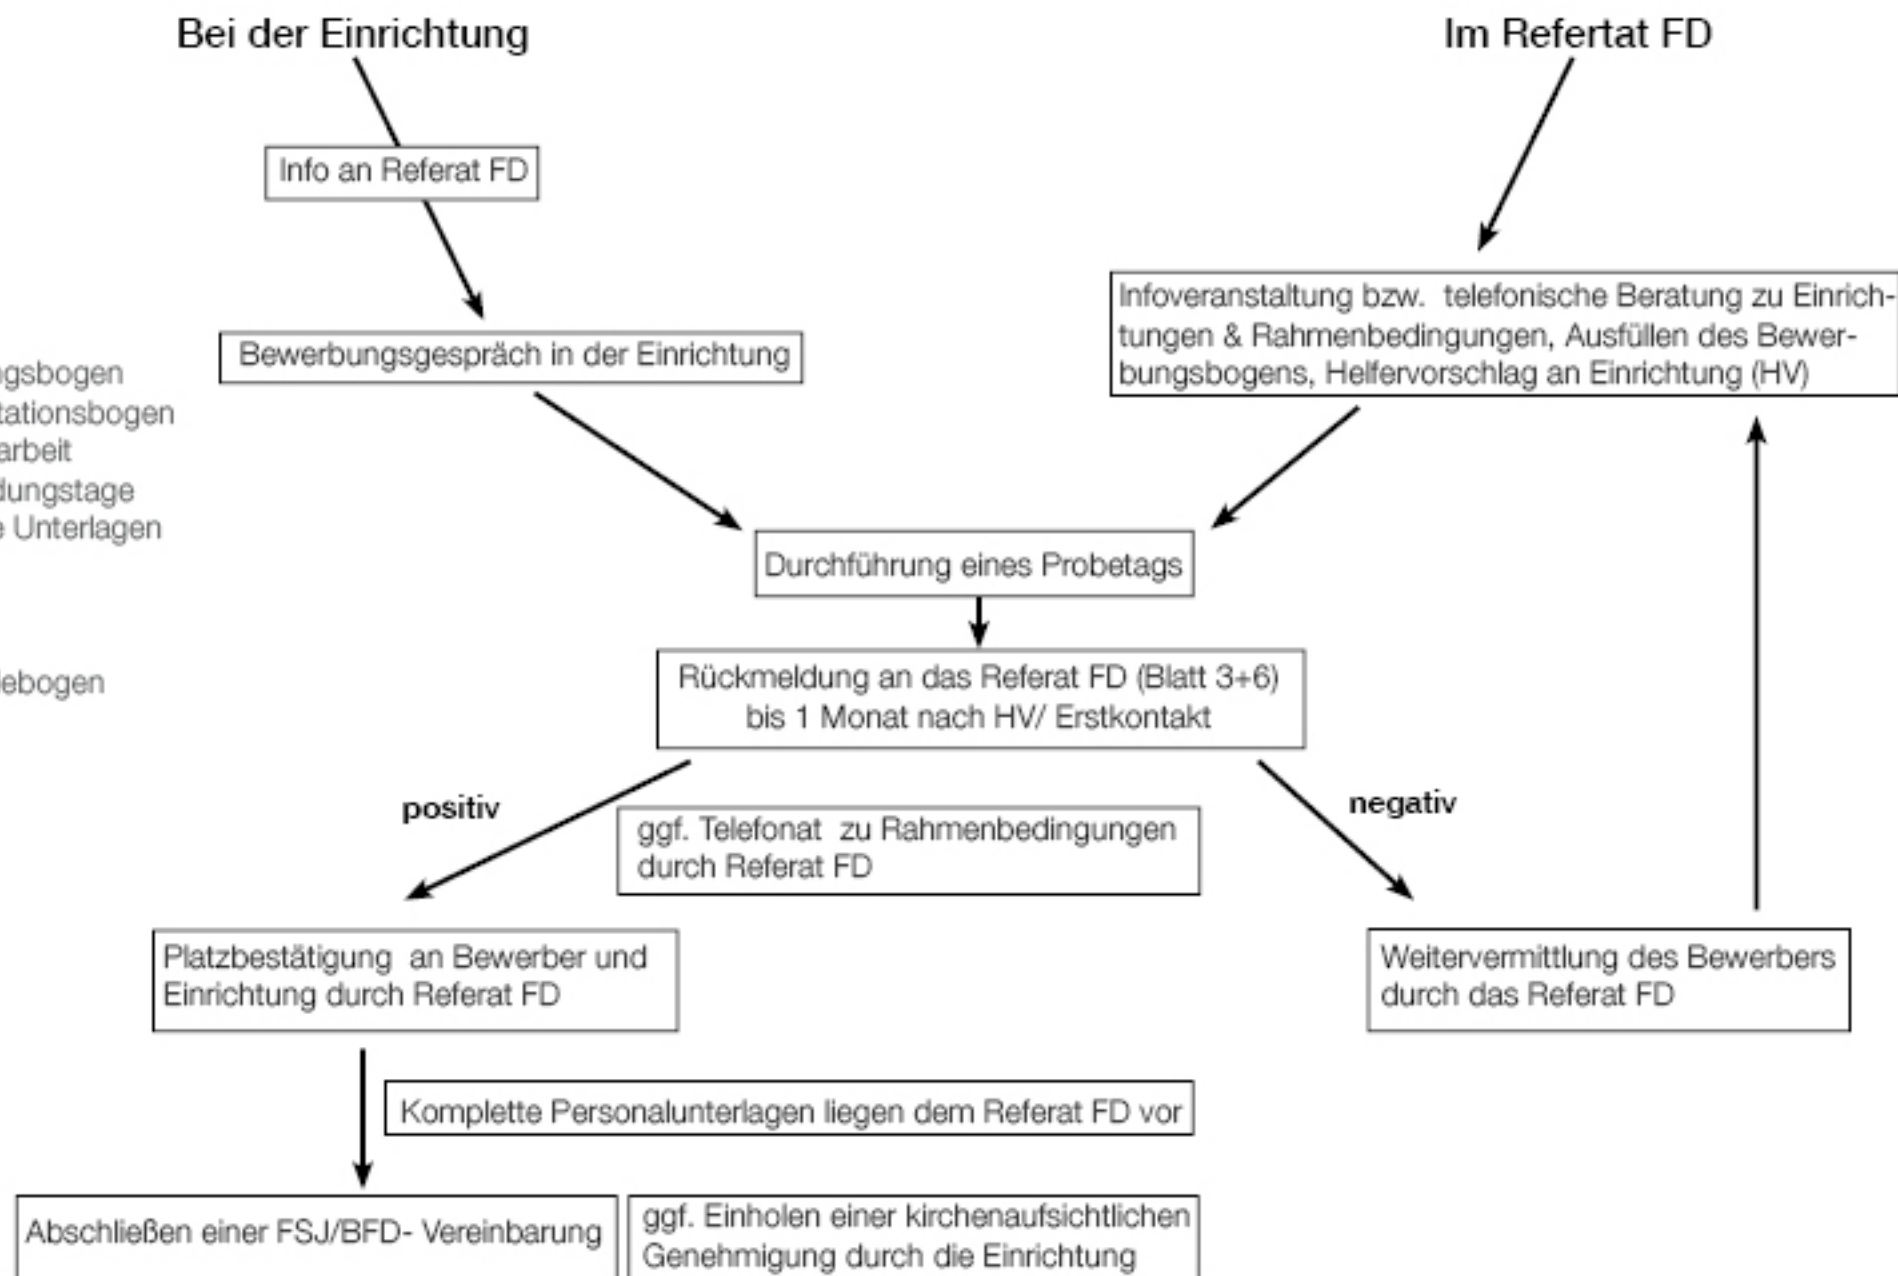 Bei der Einrichtung
Im Refertat FD
Info an Referat FD
Infoveranstaltung bzw. telefonische Beratung zu Einrich-
tungen & Rahmenbedingungen, Ausfüllen des Bewer-
bungsbogens, Helfervorschlag an Einrichtung (HV)
Bewerbungsgespräch in der Einrichtung
Unterlagen
Durchführung eines Probetags
Rückmeldung an das Referat FD (Blatt 3+6)
bis 1 Monat nach HV/ Erstkontakt
positiv
negativ
ggf. Telefonat zu Rahmenbedingungen
durch Referat FD
Platzbestätigung an Bewerber und
Einrichtung durch Referat FD
Weitervermittlung des Bewerbers
durch das Referat FD
Komplette Personalunterlagen liegen dem Referat FD vor
Abschließen einer FSJ/BFD- Vereinbarung
ggf. Einholen einer kirchenaufsichtlichen
Genehmigung durch die Einrichtung